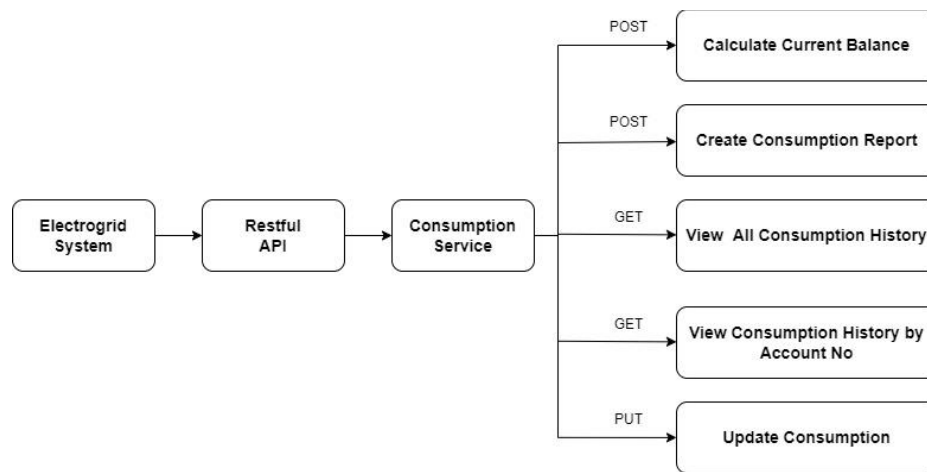 POST
Calculate Current Balance
POST
Create Consumption Report
Electrogrid
System
Restful
API
Consumption
Service
GET
View All Consumption History
GET
View Consumption History by
Account No
PUT
Update Consumption